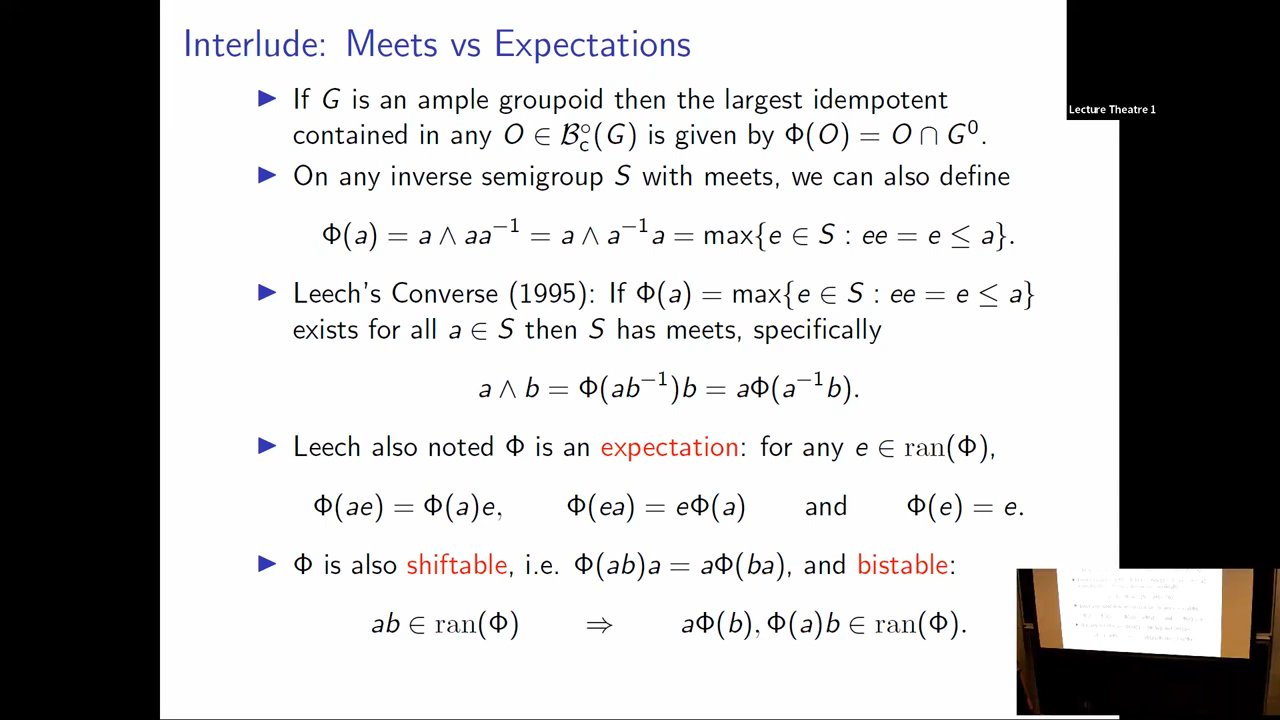 Interlude: Meets vs Expectations
▶ If G is an ample groupoid then the largest idempotent
contained in any O ∈ 𝓑°c(G) is given by Φ(O) = O ∩ G⁰.
▶ On any inverse semigroup S with meets, we can also define
Φ(a) = a ∧ aa⁻¹ = a ∧ a⁻¹a = max{e ∈ S : ee = e ≤ a}.
▶ Leech's Converse (1995): If Φ(a) = max{e ∈ S : ee = e ≤ a}
exists for all a ∈ S then S has meets, specifically
a ∧ b = Φ(ab⁻¹)b = aΦ(a⁻¹b).
▶ Leech also noted Φ is an expectation: for any e ∈ ran(Φ),
Φ(ae) = Φ(a)e, Φ(ea) = eΦ(a) and Φ(e) = e.
▶ Φ is also shiftable, i.e. Φ(ab)a = aΦ(ba), and bistable:
ab ∈ ran(Φ) ⇒ aΦ(b), Φ(a)b ∈ ran(Φ).
Lecture Theatre 1